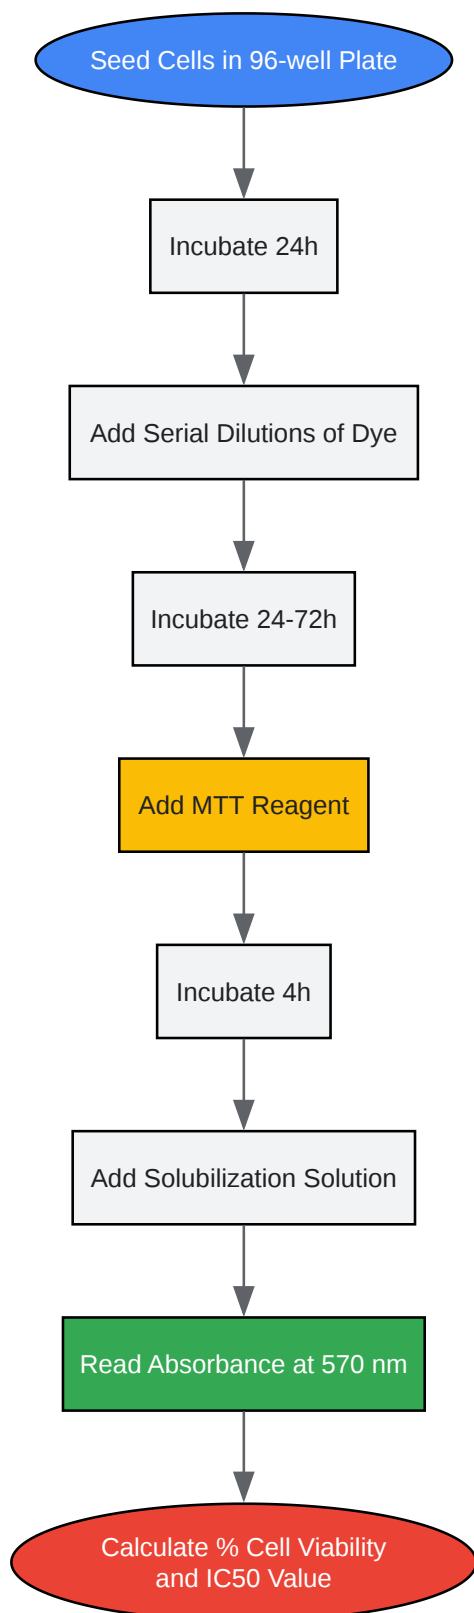 Seed Cells in 96-well Plate
Incubate 24h
Add Serial Dilutions of Dye
Incubate 24-72h
Add MTT Reagent
Incubate 4h
Add Solubilization Solution
Read Absorbance at 570 nm
Calculate % Cell Viability
and IC50 Value